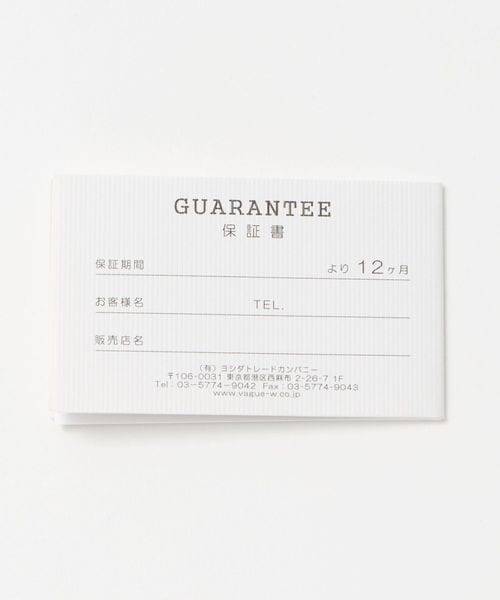 GUARANTEE
保証書
保証期間 より 12ヶ月
お客様名 TEL.
販売店名
(有) ヨシダトレードカンパニー
〒106-0031 東京都港区西麻布 2-26-7 1F
Tel : 03-5774-9042 Fax : 03-5774-9043
www.vague-w.co.jp